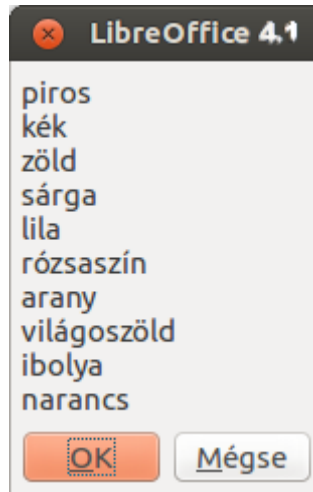 LibreOffice 4.1
piros
kék
zöld
sárga
lila
rózsaszín
arany
világoszöld
ibolya
narancs
OK Mégse